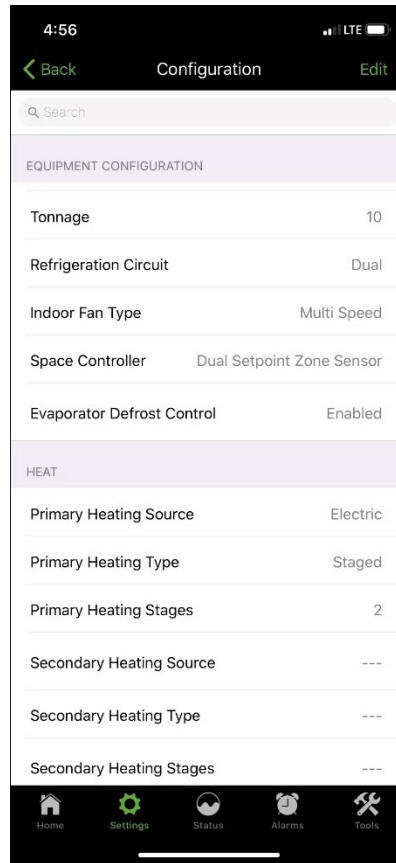 4:56
LTE
Back
Configuration
Edit
Search
EQUIPMENT CONFIGURATION
Tonnage 10
Refrigeration Circuit Dual
Indoor Fan Type Multi Speed
Space Controller Dual Setpoint Zone Sensor
Evaporator Defrost Control Enabled
HEAT
Primary Heating Source Electric
Primary Heating Type Staged
Primary Heating Stages 2
Secondary Heating Source ---
Secondary Heating Type ---
Secondary Heating Stages ---
Home Settings Status Alarms Tools